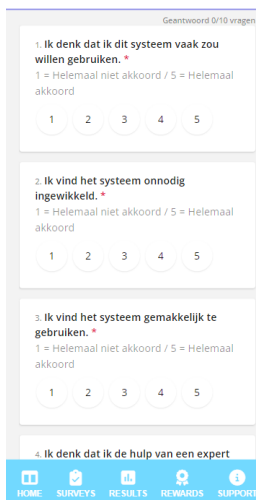 Geantwoord 0/10 vragen
1. Ik denk dat ik dit systeem vaak zou
willen gebruiken. *
1 = Helemaal niet akkoord / 5 = Helemaal
akkoord
1 2 3 4 5
2. Ik vind het systeem onnodig
ingewikkeld. *
1 = Helemaal niet akkoord / 5 = Helemaal
akkoord
1 2 3 4 5
3. Ik vind het systeem gemakkelijk te
gebruiken. *
1 = Helemaal niet akkoord / 5 = Helemaal
akkoord
1 2 3 4 5
4. Ik denk dat ik de hulp van een expert
HOME SURVEYS RESULTS REWARDS SUPPORT